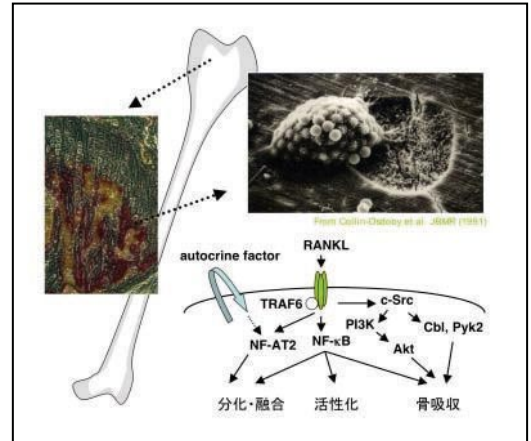 From Collin-Osdoby et al. JBMR (1991)
RANKL
autocrine factor
TRAF6
c-Src
PI3K
Cbl, Pyk2
NF-AT2
NF-κB
Akt
分化・融合
活性化
骨吸収